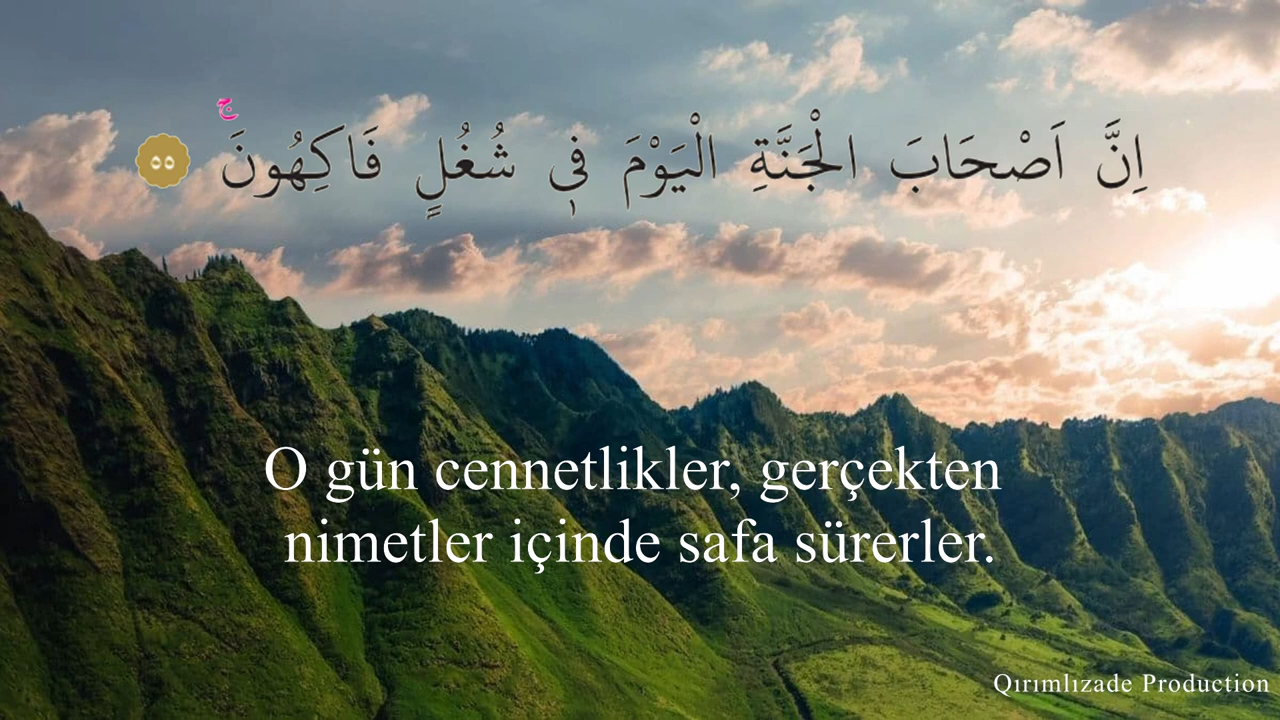 اِنَّ اَصْحَابَ الْجَنَّةِ الْيَوْمَ فٖى شُغُلٍ فَاكِهُونَۚ ﴿٥٥﴾
O gün cennetlikler, gerçekten
nimetler içinde safa sürerler.
Qırımlızade Production